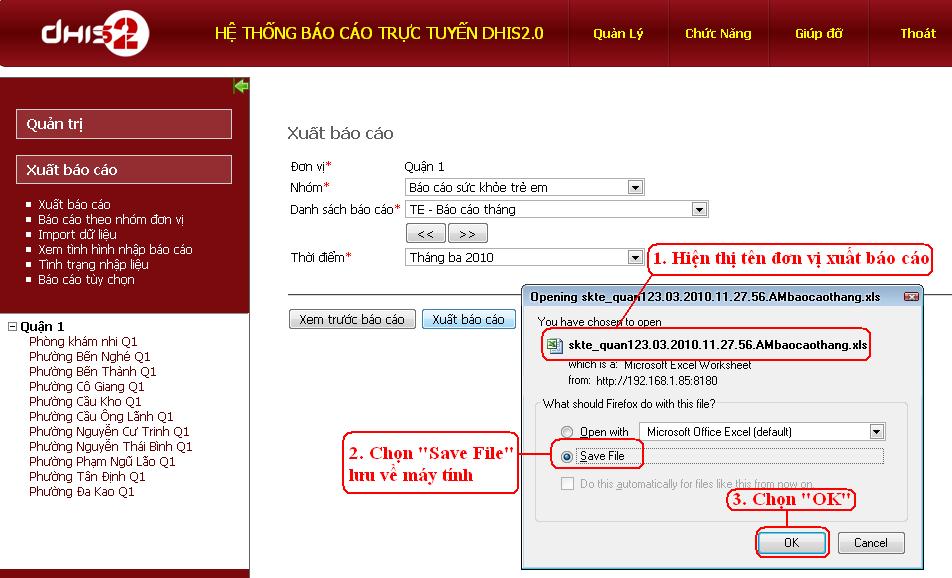 DHIS2
HỆ THỐNG BÁO CÁO TRỰC TUYẾN DHIS2.0
Quản Lý
Chức Năng
Giúp đỡ
Thoát
Quản trị
Xuất báo cáo
Xuất báo cáo
Báo cáo theo nhóm đơn vị
Import dữ liệu
Xem tình hình nhập báo cáo
Tình trạng nhập liệu
Báo cáo tùy chọn
Quận 1
Phòng khám nhi Q1
Phường Bến Nghé Q1
Phường Bến Thành Q1
Phường Cô Giang Q1
Phường Cầu Kho Q1
Phường Cầu Ông Lãnh Q1
Phường Nguyễn Cư Trinh Q1
Phường Nguyễn Thái Bình Q1
Phường Phạm Ngũ Lão Q1
Phường Tân Định Q1
Phường Đa Kao Q1
Xuất báo cáo
Đơn vị* Quận 1
Nhóm* Báo cáo sức khỏe trẻ em
Danh sách báo cáo* TE - Báo cáo tháng
<< >>
Thời điểm* Tháng ba 2010
Xem trước báo cáo Xuất báo cáo
1. Hiện thị tên đơn vị xuất báo cáo
Opening skte_quan123.03.2010.11.27.56.AMbaocaothang.xls
You have chosen to open
skte_quan123.03.2010.11.27.56.AMbaocaothang.xls
which is a: Microsoft Excel Worksheet
from: http://192.168.1.85:8180
What should Firefox do with this file?
Open with Microsoft Office Excel (default)
Save File
2. Chọn "Save File"
lưu về máy tính
Do this automatically for files like this from now on.
3. Chọn "OK"
OK Cancel